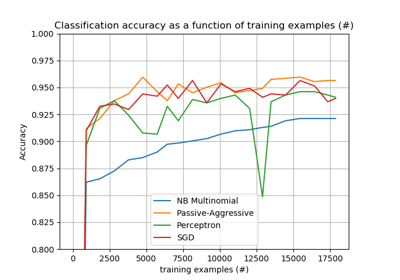 Classification accuracy as a function of training examples (#)
1.000
0.975
0.950
0.925
0.900
0.875
0.850
0.825
0.800
Accuracy
NB Multinomial
Passive-Aggressive
Perceptron
SGD
0 2500 5000 7500 10000 12500 15000 17500
training examples (#)